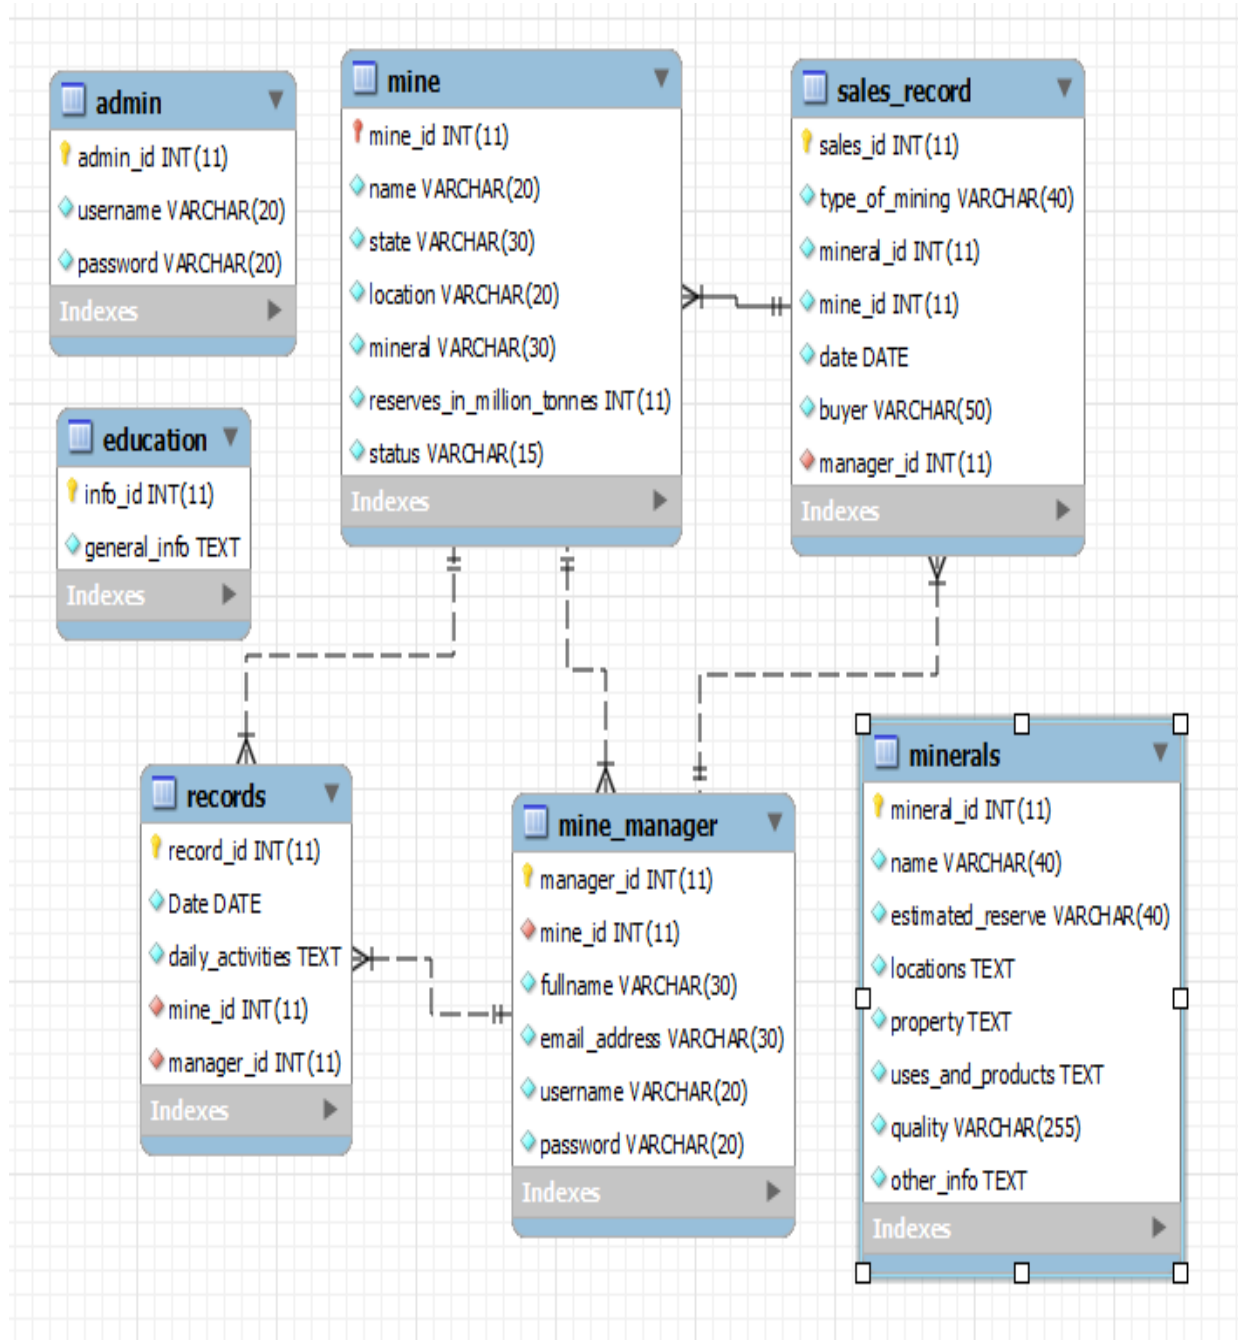 admin
admin_id INT(11)
username VARCHAR(20)
password VARCHAR(20)
Indexes
mine
mine_id INT(11)
name VARCHAR(20)
state VARCHAR(30)
location VARCHAR(20)
mineral VARCHAR(30)
reserves_in_million_tonnes INT(11)
status VARCHAR(15)
Indexes
sales_record
sales_id INT(11)
type_of_mining VARCHAR(40)
mineral_id INT(11)
mine_id INT(11)
date DATE
buyer VARCHAR(50)
manager_id INT(11)
Indexes
education
info_id INT(11)
general_info TEXT
Indexes
records
record_id INT(11)
Date DATE
daily_activities TEXT
mine_id INT(11)
manager_id INT(11)
Indexes
mine_manager
manager_id INT(11)
mine_id INT(11)
fullname VARCHAR(30)
email_address VARCHAR(30)
username VARCHAR(20)
password VARCHAR(20)
Indexes
minerals
mineral_id INT(11)
name VARCHAR(40)
estimated_reserve VARCHAR(40)
locations TEXT
property TEXT
uses_and_products TEXT
quality VARCHAR(255)
other_info TEXT
Indexes